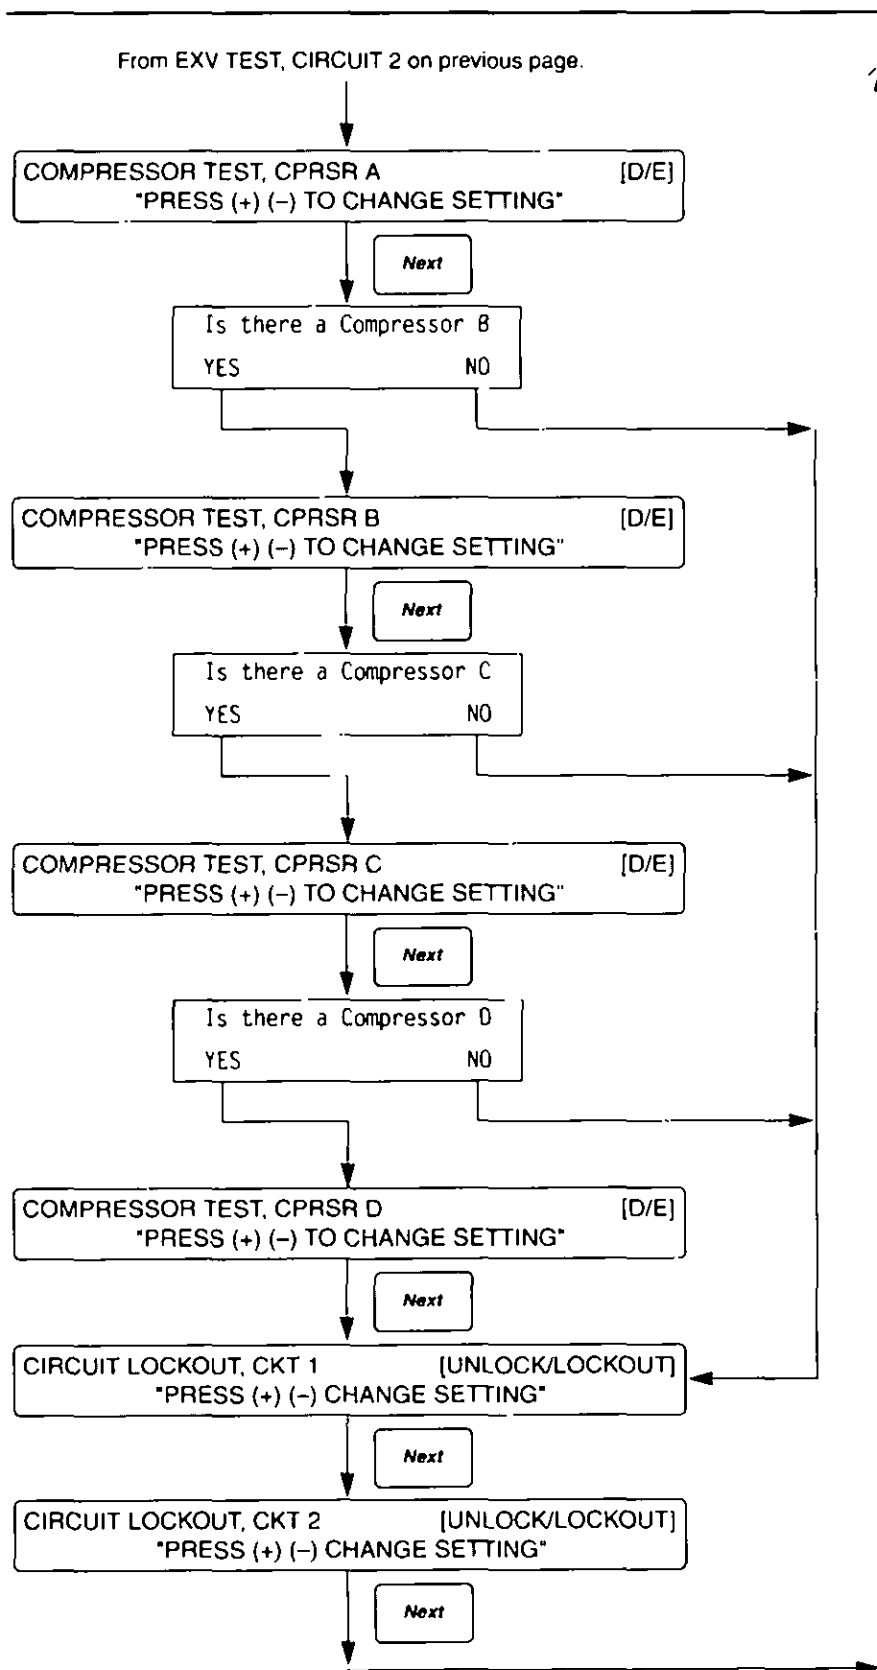 From EXV TEST, CIRCUIT 2 on previous page.
COMPRESSOR TEST, CPRSR A [D/E]
"PRESS (+) (–) TO CHANGE SETTING"
Next
Is there a Compressor B
YES NO
COMPRESSOR TEST, CPRSR B [D/E]
"PRESS (+) (–) TO CHANGE SETTING"
Next
Is there a Compressor C
YES NO
COMPRESSOR TEST, CPRSR C [D/E]
"PRESS (+) (–) TO CHANGE SETTING"
Next
Is there a Compressor D
YES NO
COMPRESSOR TEST, CPRSR D [D/E]
"PRESS (+) (–) TO CHANGE SETTING"
Next
CIRCUIT LOCKOUT, CKT 1 [UNLOCK/LOCKOUT]
"PRESS (+) (–) CHANGE SETTING"
Next
CIRCUIT LOCKOUT, CKT 2 [UNLOCK/LOCKOUT]
"PRESS (+) (–) CHANGE SETTING"
Next